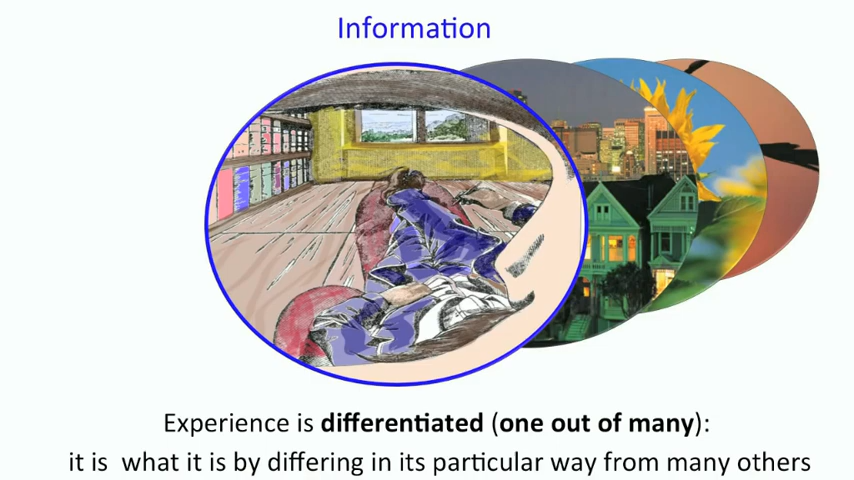 Information
Experience is differentiated (one out of many):
it is what it is by differing in its particular way from many others